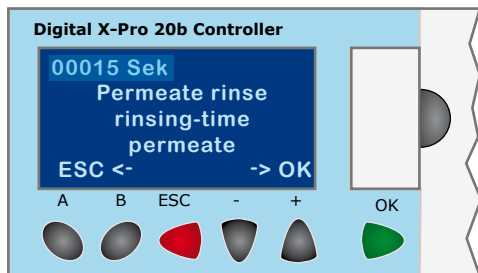 Digital X-Pro 20b Controller
00015 Sek
Permeate rinse
rinsing-time
permeate
ESC <- -> OK
A B ESC - + OK